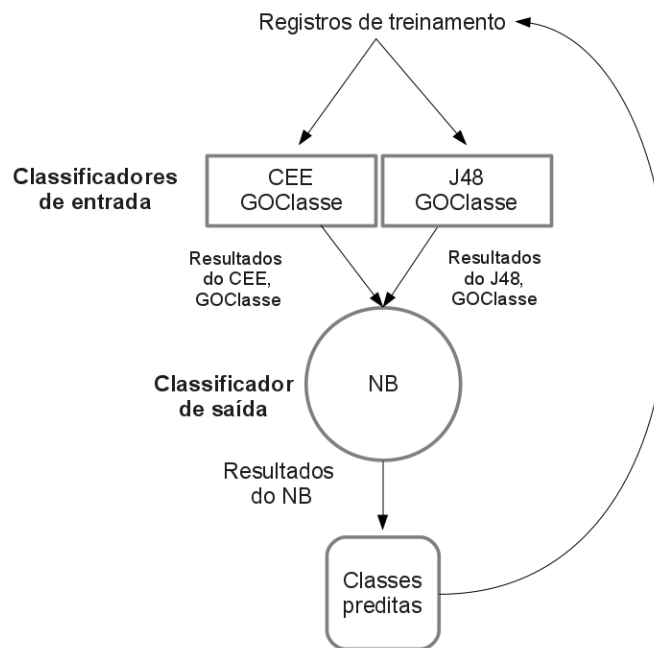 Registros de treinamento
Classificadores
de entrada
CEE
GOClasse
J48
GOClasse
Resultados
do CEE,
GOClasse
Resultados
do J48,
GOClasse
Classificador
de saída
NB
Resultados
do NB
Classes
preditas